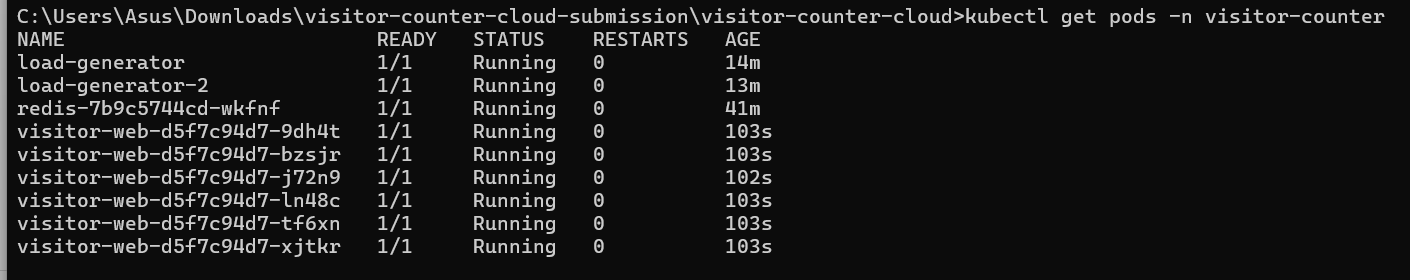 C:\Users\Asus\Downloads\visitor-counter-cloud-submission\visitor-counter-cloud>kubectl get pods -n visitor-counter
NAME READY STATUS RESTARTS AGE
load-generator 1/1 Running 0 14m
load-generator-2 1/1 Running 0 13m
redis-7b9c5744cd-wkfnf 1/1 Running 0 41m
visitor-web-d5f7c94d7-9dh4t 1/1 Running 0 103s
visitor-web-d5f7c94d7-bzsjr 1/1 Running 0 103s
visitor-web-d5f7c94d7-j72n9 1/1 Running 0 102s
visitor-web-d5f7c94d7-ln48c 1/1 Running 0 103s
visitor-web-d5f7c94d7-tf6xn 1/1 Running 0 103s
visitor-web-d5f7c94d7-xjtkr 1/1 Running 0 103s